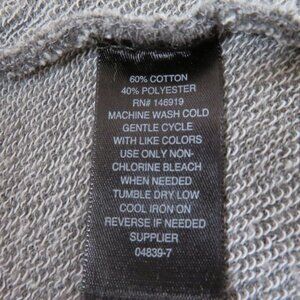 60% COTTON
40% POLYESTER
RN# 146919
MACHINE WASH COLD
GENTLE CYCLE
WITH LIKE COLORS
USE ONLY NON-
CHLORINE BLEACH
WHEN NEEDED
TUMBLE DRY LOW
COOL IRON ON
REVERSE IF NEEDED
SUPPLIER
04839-7